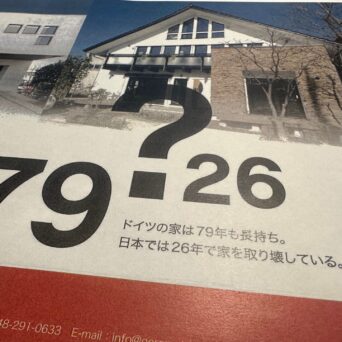 79 ? 26
ドイツの家は79年も長持ち。
日本では26年で家を取り壊している。
48-291-0633 E-mail : info@